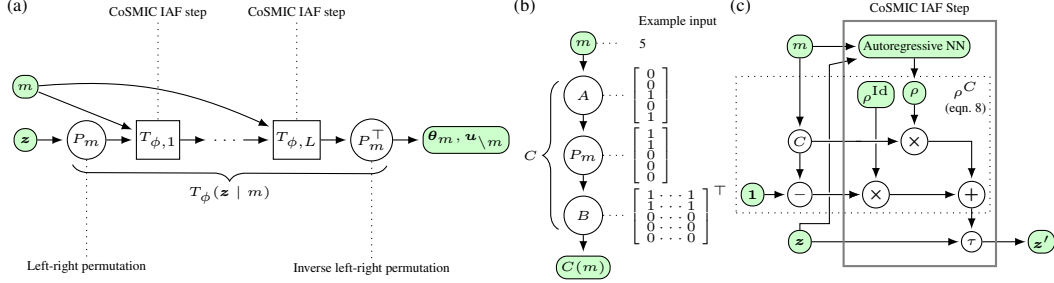 (a)
CoSMIC IAF step
CoSMIC IAF step
m
z
P_m
T_{ϕ,1}
· · ·
T_{ϕ,L}
P_m^⊤
θ_m, u_{\m}
T_ϕ(z | m)
Left-right permutation
Inverse left-right permutation
(b)
Example input
m
5
A
0
0
1
0
1
C
P_m
1
1
0
0
0
B
1 · · · 1
1 · · · 1
0 · · · 0
0 · · · 0
0 · · · 0
⊤
C(m)
(c)
CoSMIC IAF Step
m
Autoregressive NN
ρ^{Id}
ρ
ρ^C
(eqn. 8)
C
×
1
−
×
+
z
τ
z′